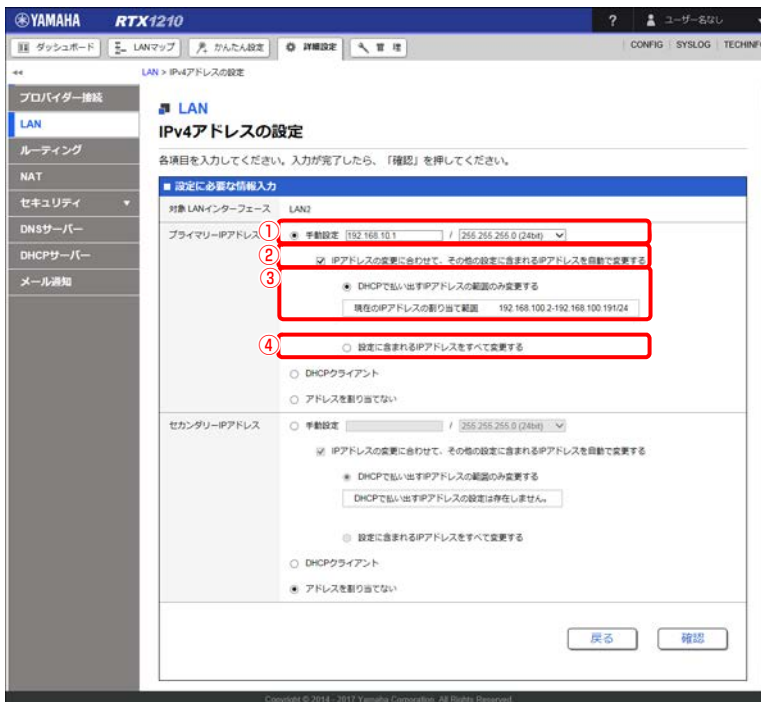 YAMAHA RTX1210 ? ユーザー名なし
ダッシュボード LANマップ かんたん設定 詳細設定 管理 CONFIG SYSLOG TECHINF
<< LAN > IPv4アドレスの設定
プロバイダー接続
LAN
ルーティング
NAT
セキュリティ
DNSサーバー
DHCPサーバー
メール通知
LAN
IPv4アドレスの設定
各項目を入力してください。入力が完了したら、「確認」を押してください。
■ 設定に必要な情報入力
対象LANインターフェース LAN2
プライマリーIPアドレス ① 手動設定 192.168.10.1 / 255.255.255.0 (24bit)
② IPアドレスの変更に合わせて、その他の設定に含まれるIPアドレスを自動で変更する
③ DHCPで払い出すIPアドレスの範囲のみ変更する
現在のIPアドレスの割り当て範囲 192.168.100.2-192.168.100.191/24
④ 設定に含まれるIPアドレスをすべて変更する
DHCPクライアント
アドレスを割り当てない
セカンダリーIPアドレス 手動設定 / 255.255.255.0 (24bit)
IPアドレスの変更に合わせて、その他の設定に含まれるIPアドレスを自動で変更する
DHCPで払い出すIPアドレスの範囲のみ変更する
DHCPで払い出すIPアドレスの設定は存在しません。
設定に含まれるIPアドレスをすべて変更する
DHCPクライアント
アドレスを割り当てない
戻る 確認
Copyright © 2014 - 2017 Yamaha Corporation. All Rights Reserved.